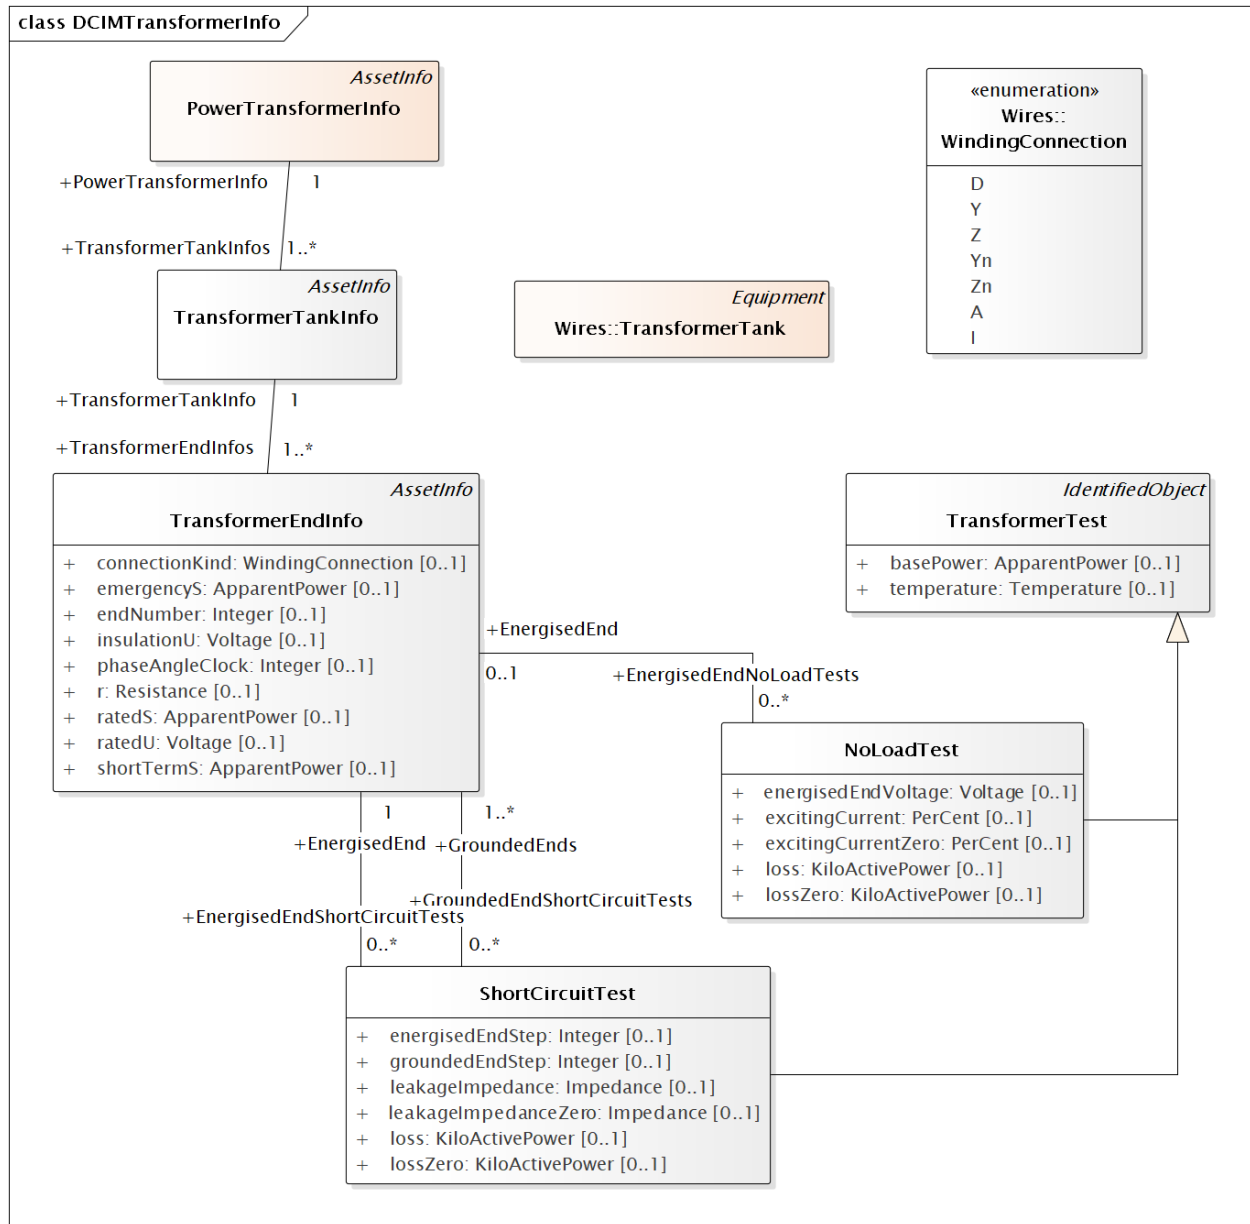 class DCIMTransformerInfo
AssetInfo
PowerTransformerInfo
+PowerTransformerInfo 1
+TransformerTankInfos 1..*
AssetInfo
TransformerTankInfo
+TransformerTankInfo 1
+TransformerEndInfos 1..*
Equipment
Wires::TransformerTank
«enumeration»
Wires::
WindingConnection
D
Y
Z
Yn
Zn
A
I
AssetInfo
TransformerEndInfo
+ connectionKind: WindingConnection [0..1]
+ emergencyS: ApparentPower [0..1]
+ endNumber: Integer [0..1]
+ insulationU: Voltage [0..1]
+ phaseAngleClock: Integer [0..1]
+ r: Resistance [0..1]
+ ratedS: ApparentPower [0..1]
+ ratedU: Voltage [0..1]
+ shortTermS: ApparentPower [0..1]
IdentifiedObject
TransformerTest
+ basePower: ApparentPower [0..1]
+ temperature: Temperature [0..1]
+EnergisedEnd
0..1
+EnergisedEndNoLoadTests
0..*
NoLoadTest
+ energisedEndVoltage: Voltage [0..1]
+ excitingCurrent: PerCent [0..1]
+ excitingCurrentZero: PerCent [0..1]
+ loss: KiloActivePower [0..1]
+ lossZero: KiloActivePower [0..1]
1 1..*
+EnergisedEnd +GroundedEnds
+GroundedEndShortCircuitTests
+EnergisedEndShortCircuitTests
0..* 0..*
ShortCircuitTest
+ energisedEndStep: Integer [0..1]
+ groundedEndStep: Integer [0..1]
+ leakageImpedance: Impedance [0..1]
+ leakageImpedanceZero: Impedance [0..1]
+ loss: KiloActivePower [0..1]
+ lossZero: KiloActivePower [0..1]